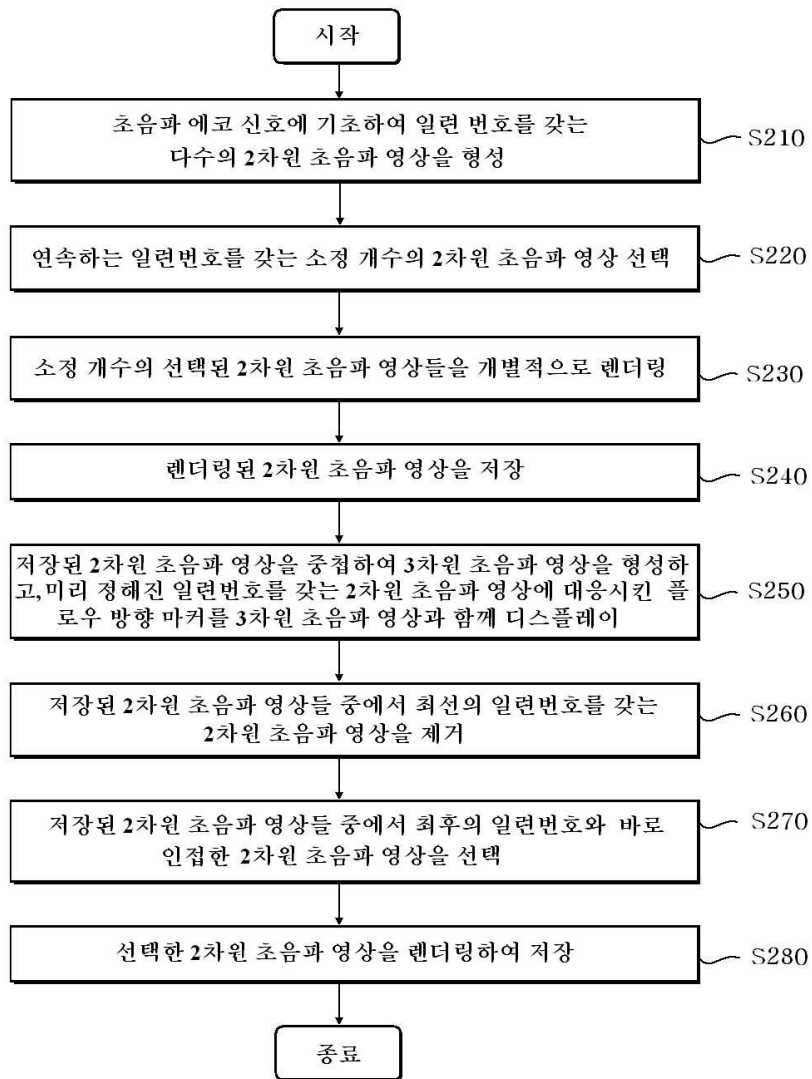 시작
초음파 에코 신호에 기초하여 일련 번호를 갖는
다수의 2차원 초음파 영상을 형성
S210
연속하는 일련번호를 갖는 소정 개수의 2차원 초음파 영상 선택
S220
소정 개수의 선택된 2차원 초음파 영상들을 개별적으로 렌더링
S230
렌더링된 2차원 초음파 영상을 저장
S240
저장된 2차원 초음파 영상을 중첩하여 3차원 초음파 영상을 형성하
고,미리 정해진 일련번호를 갖는 2차원 초음파 영상에 대응시킨 플
로우 방향 마커를 3차원 초음파 영상과 함께 디스플레이
S250
저장된 2차원 초음파 영상들 중에서 최선의 일련번호를 갖는
2차원 초음파 영상을 제거
S260
저장된 2차원 초음파 영상들 중에서 최후의 일련번호와 바로
인접한 2차원 초음파 영상을 선택
S270
선택한 2차원 초음파 영상을 렌더링하여 저장
S280
종료